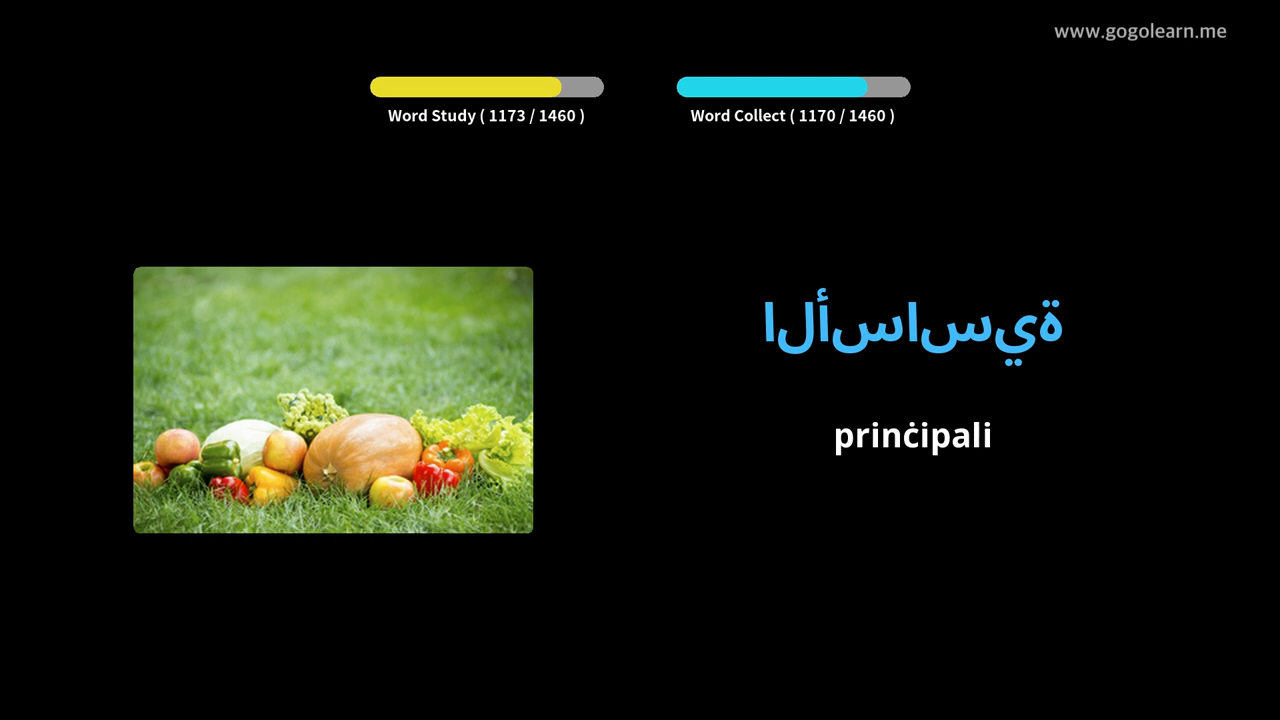 www.gogolearn.me
Word Study ( 1173 / 1460 )
Word Collect ( 1170 / 1460 )
الأساسية
prinċipali